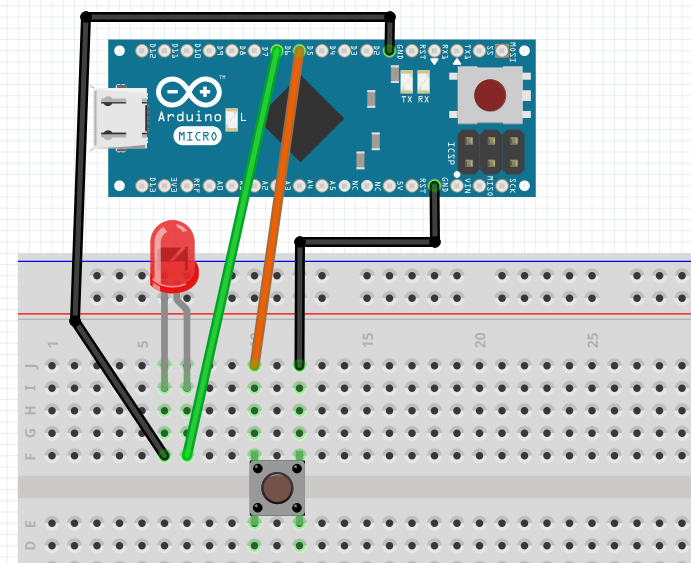 D12 D11 D10 D9 D8 D7 D6 D5 D4 D3 D2 GND RST RX1 TX1 SS MOSI
TM
Arduino
MICRO
L
TX RX
ICSP
D13 3V3 REF A0 A2 A3 A4 A5 NC NC 5V RST GND VIN MISO SCK
1 5 15 20 25
J
I
H
G
F
E
D